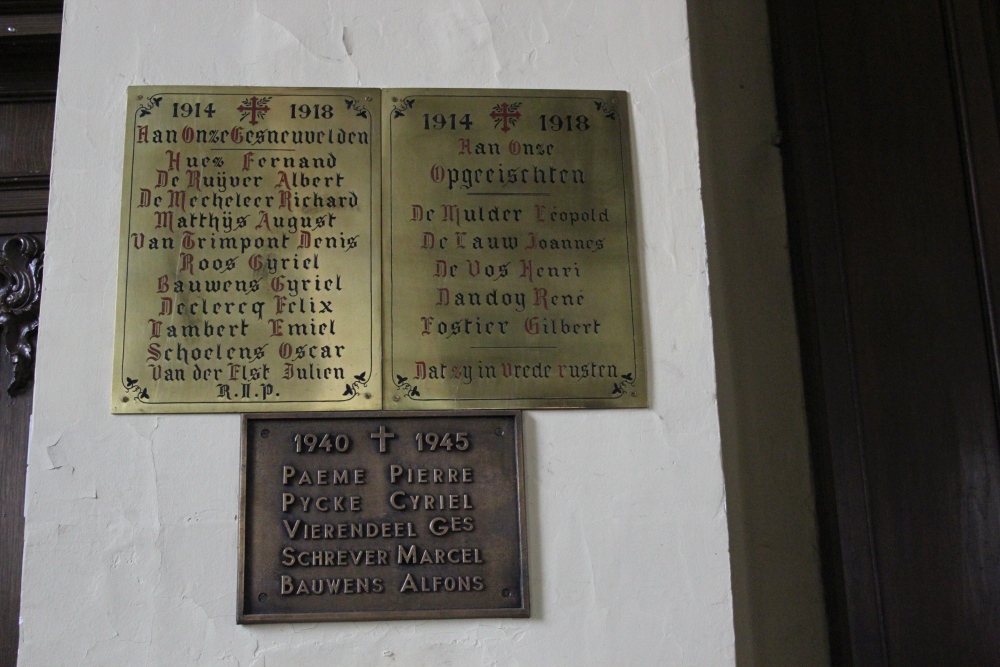 1914 1918
Aan Onze Gesneuvelden
Hues Fernand
De Ruijver Albert
De Mecheleer Richard
Matthijs August
Van Trimpont Denis
Roos Cyriel
Bauwens Cyriel
Declercq Felix
Lambert Emiel
Schoelens Oscar
Van der Elst Julien
R.I.P.
1914 1918
Aan Onze
Opgeeischten
De Mulder Léopold
De Lauw Joannes
De Vos Henri
Dandoy René
Fostier Gilbert
Dat zy in Vrede rusten
1940 1945
PAEME PIERRE
PYCKE CYRIEL
VIERENDEEL GES
SCHREVER MARCEL
BAUWENS ALFONS